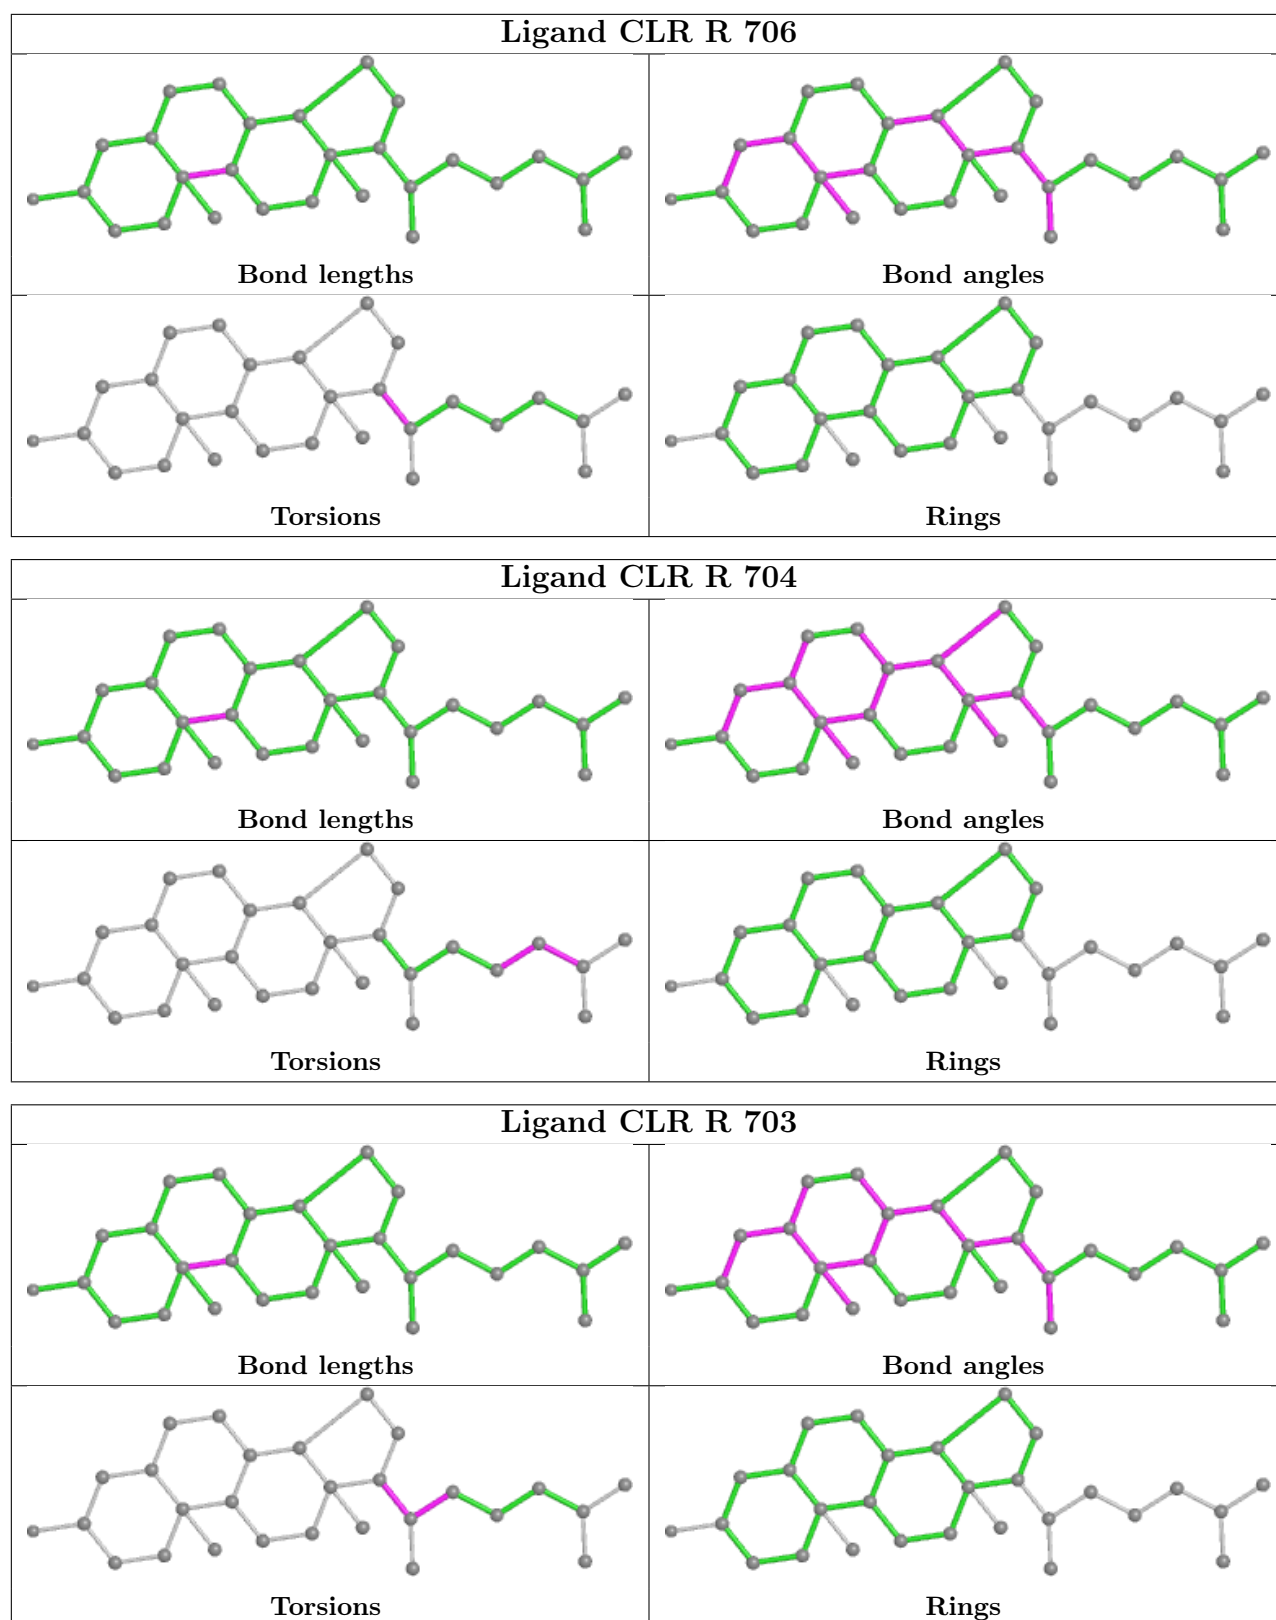 Ligand CLR R 706
Bond lengths
Bond angles
Torsions
Rings
Ligand CLR R 704
Bond lengths
Bond angles
Torsions
Rings
Ligand CLR R 703
Bond lengths
Bond angles
Torsions
Rings